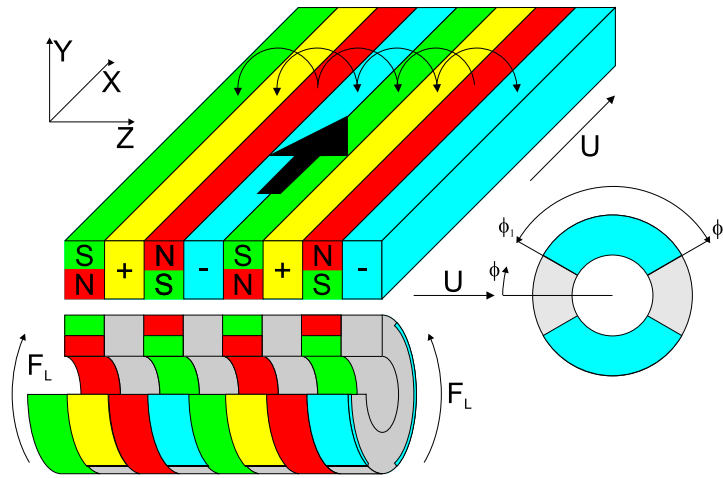 Y
X
Z
U
S + N - S + N -
N S N S
U
ϕ₁
ϕ
ϕ
F_L
F_L